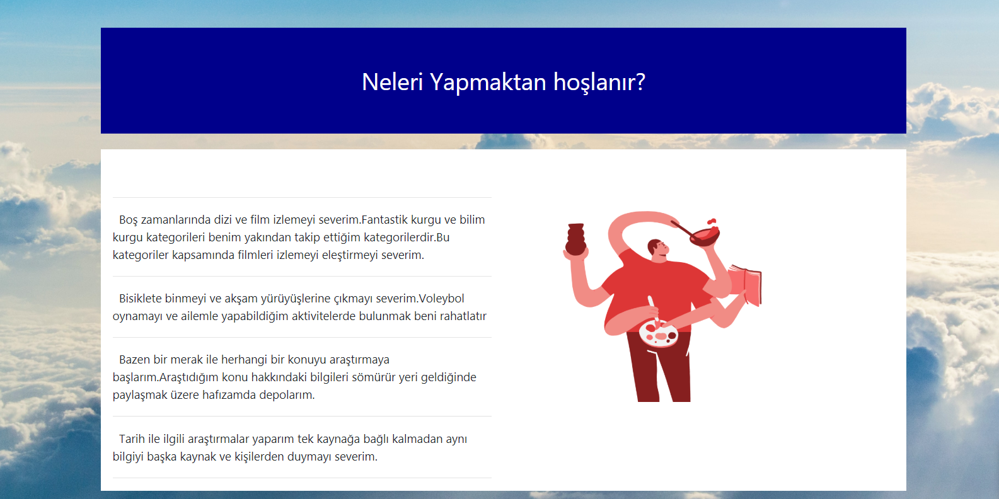 Neleri Yapmaktan hoşlanır?
Boş zamanlarında dizi ve film izlemeyi severim.Fantastik kurgu ve bilim
kurgu kategorileri benim yakından takip ettiğim kategorilerdir.Bu
kategoriler kapsamında filmleri izlemeyi eleştirmeyi severim.
Bisiklete binmeyi ve akşam yürüyüşlerine çıkmayı severim.Voleybol
oynamayı ve ailemle yapabildiğim aktivitelerde bulunmak beni rahatlatır
Bazen bir merak ile herhangi bir konuyu araştırmaya
başlarım.Araştıdığım konu hakkındaki bilgileri sömürür yeri geldiğinde
paylaşmak üzere hafızamda depolarım.
Tarih ile ilgili araştırmalar yaparım tek kaynağa bağlı kalmadan aynı
bilgiyi başka kaynak ve kişilerden duymayı severim.